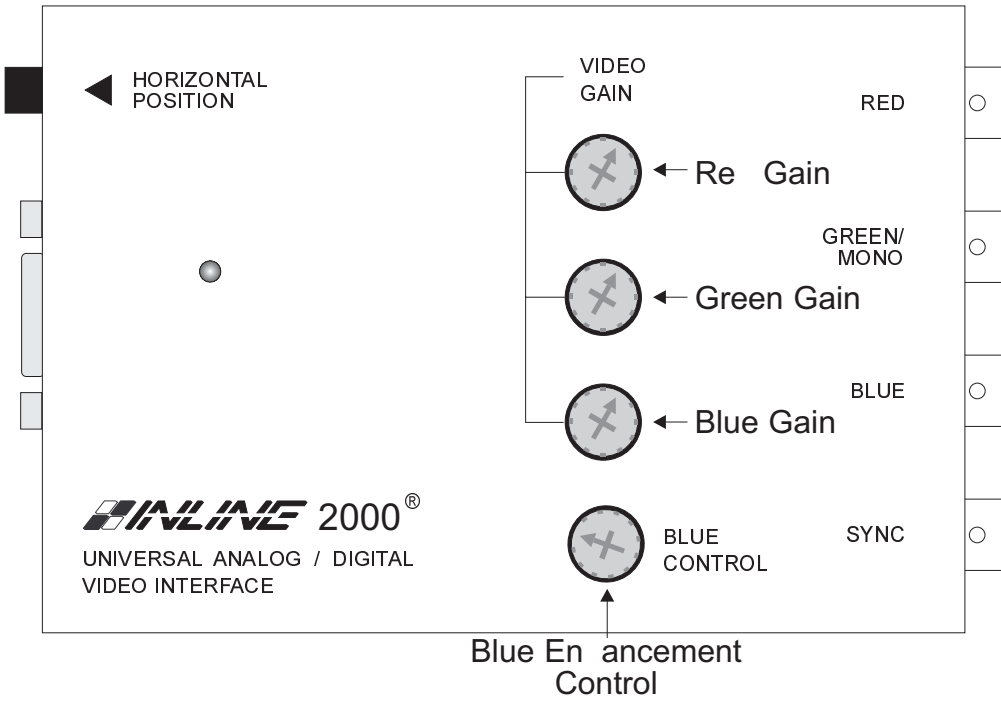 HORIZONTAL
POSITION
VIDEO
GAIN
RED
Re Gain
GREEN/
MONO
Green Gain
BLUE
Blue Gain
INLINE 2000®
UNIVERSAL ANALOG / DIGITAL
VIDEO INTERFACE
BLUE
CONTROL
SYNC
Blue En ancement
Control